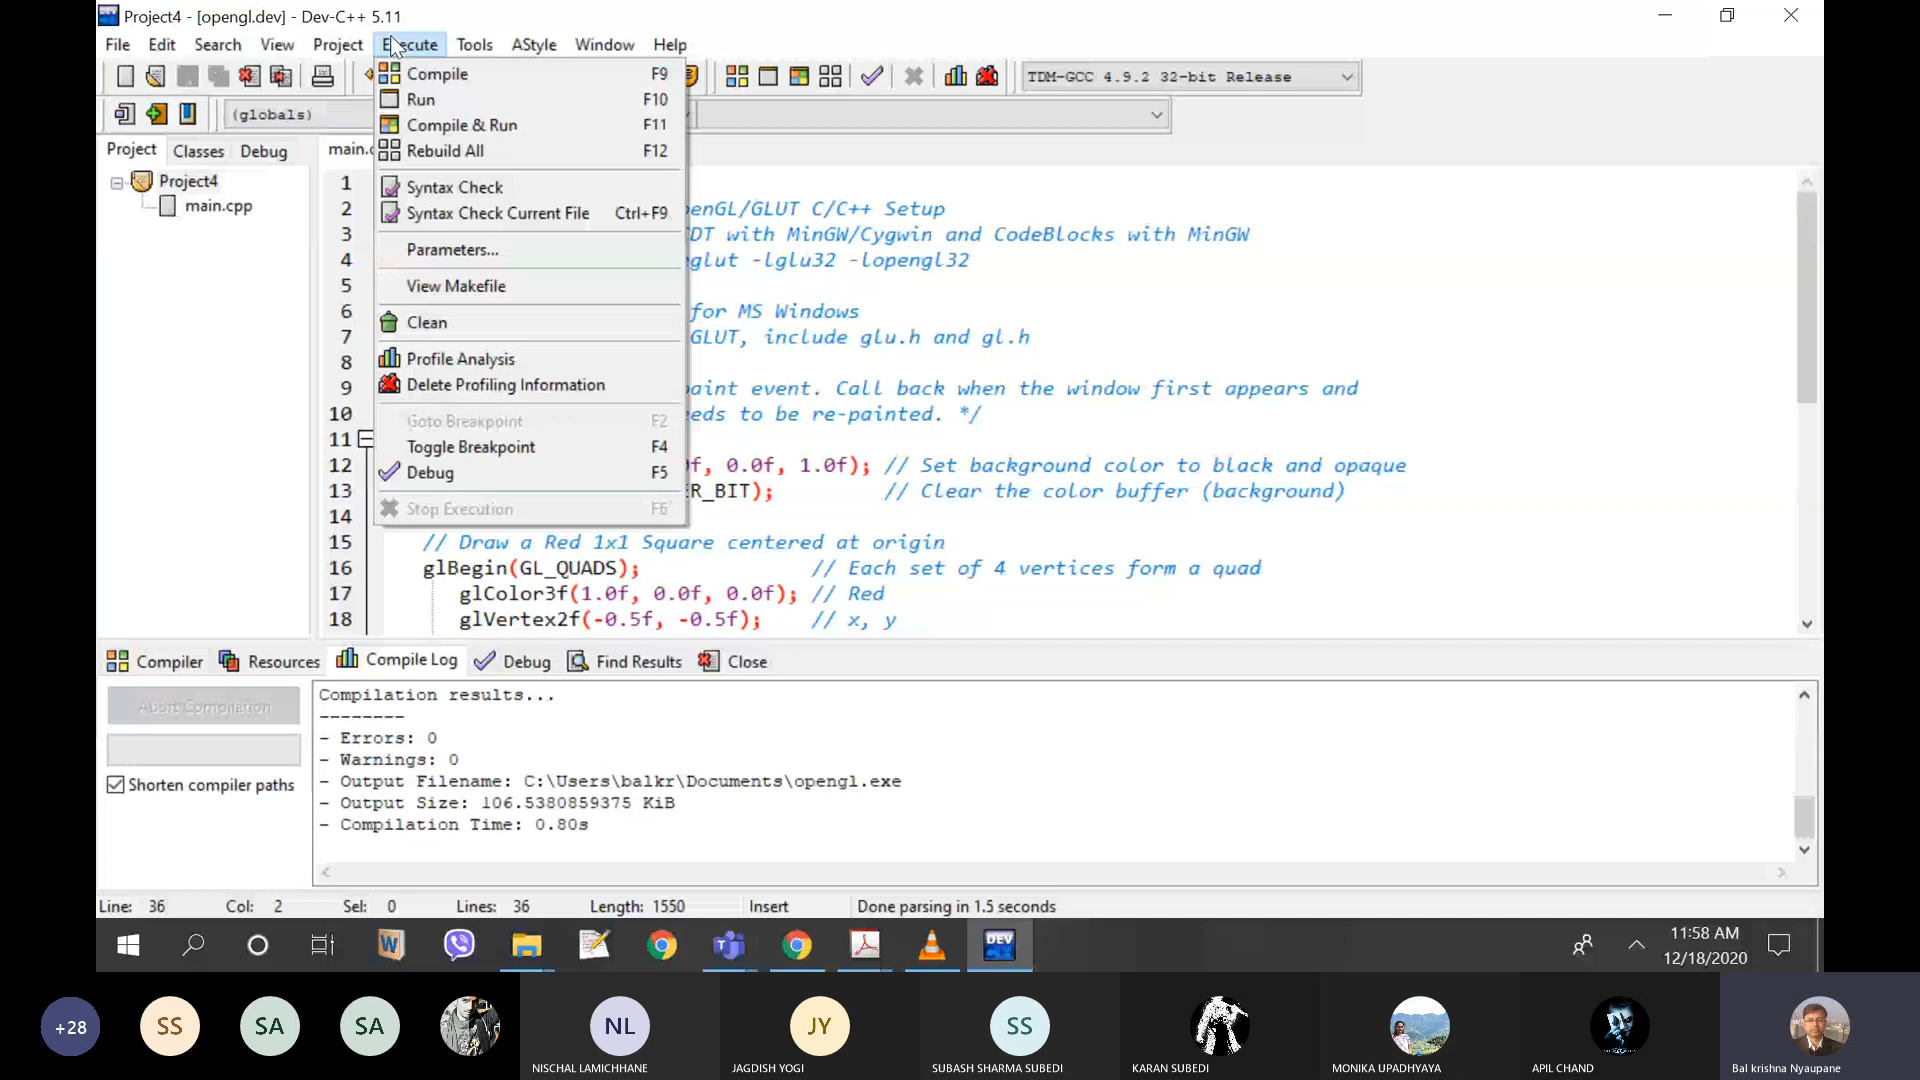 Project4 - [opengl.dev] - Dev-C++ 5.11
File Edit Search View Project Execute Tools AStyle Window Help
TDM-GCC 4.9.2 32-bit Release
(globals)
Compile F9
Run F10
Compile & Run F11
Rebuild All F12
Syntax Check
Syntax Check Current File Ctrl+F9
Parameters...
View Makefile
Clean
Profile Analysis
Delete Profiling Information
Goto Breakpoint F2
Toggle Breakpoint F4
Debug F5
Stop Execution F6
Project Classes Debug
Project4
main.cpp
main.c
1
2 penGL/GLUT C/C++ Setup
3 CDT with MinGW/Cygwin and CodeBlocks with MinGW
4 eglut -lglu32 -lopengl32
5
6 for MS Windows
7 GLUT, include glu.h and gl.h
8
9 paint event. Call back when the window first appears and
10 eeds to be re-painted. */
11
12 0f, 0.0f, 1.0f); // Set background color to black and opaque
13 R_BIT); // Clear the color buffer (background)
14
15 // Draw a Red 1x1 Square centered at origin
16 glBegin(GL_QUADS); // Each set of 4 vertices form a quad
17 glColor3f(1.0f, 0.0f, 0.0f); // Red
18 glVertex2f(-0.5f, -0.5f); // x, y
Compiler Resources Compile Log Debug Find Results Close
Abort Compilation
Shorten compiler paths
Compilation results...
--------
- Errors: 0
- Warnings: 0
- Output Filename: C:\Users\balkr\Documents\opengl.exe
- Output Size: 106.5380859375 KiB
- Compilation Time: 0.80s
Line: 36 Col: 2 Sel: 0 Lines: 36 Length: 1550 Insert Done parsing in 1.5 seconds
DEV
11:58 AM
12/18/2020
+28
SS
SA
SA
NL
JY
SS
NISCHAL LAMICHHANE
JAGDISH YOGI
SUBASH SHARMA SUBEDI
KARAN SUBEDI
MONIKA UPADHYAYA
APIL CHAND
Bal krishna Nyaupane